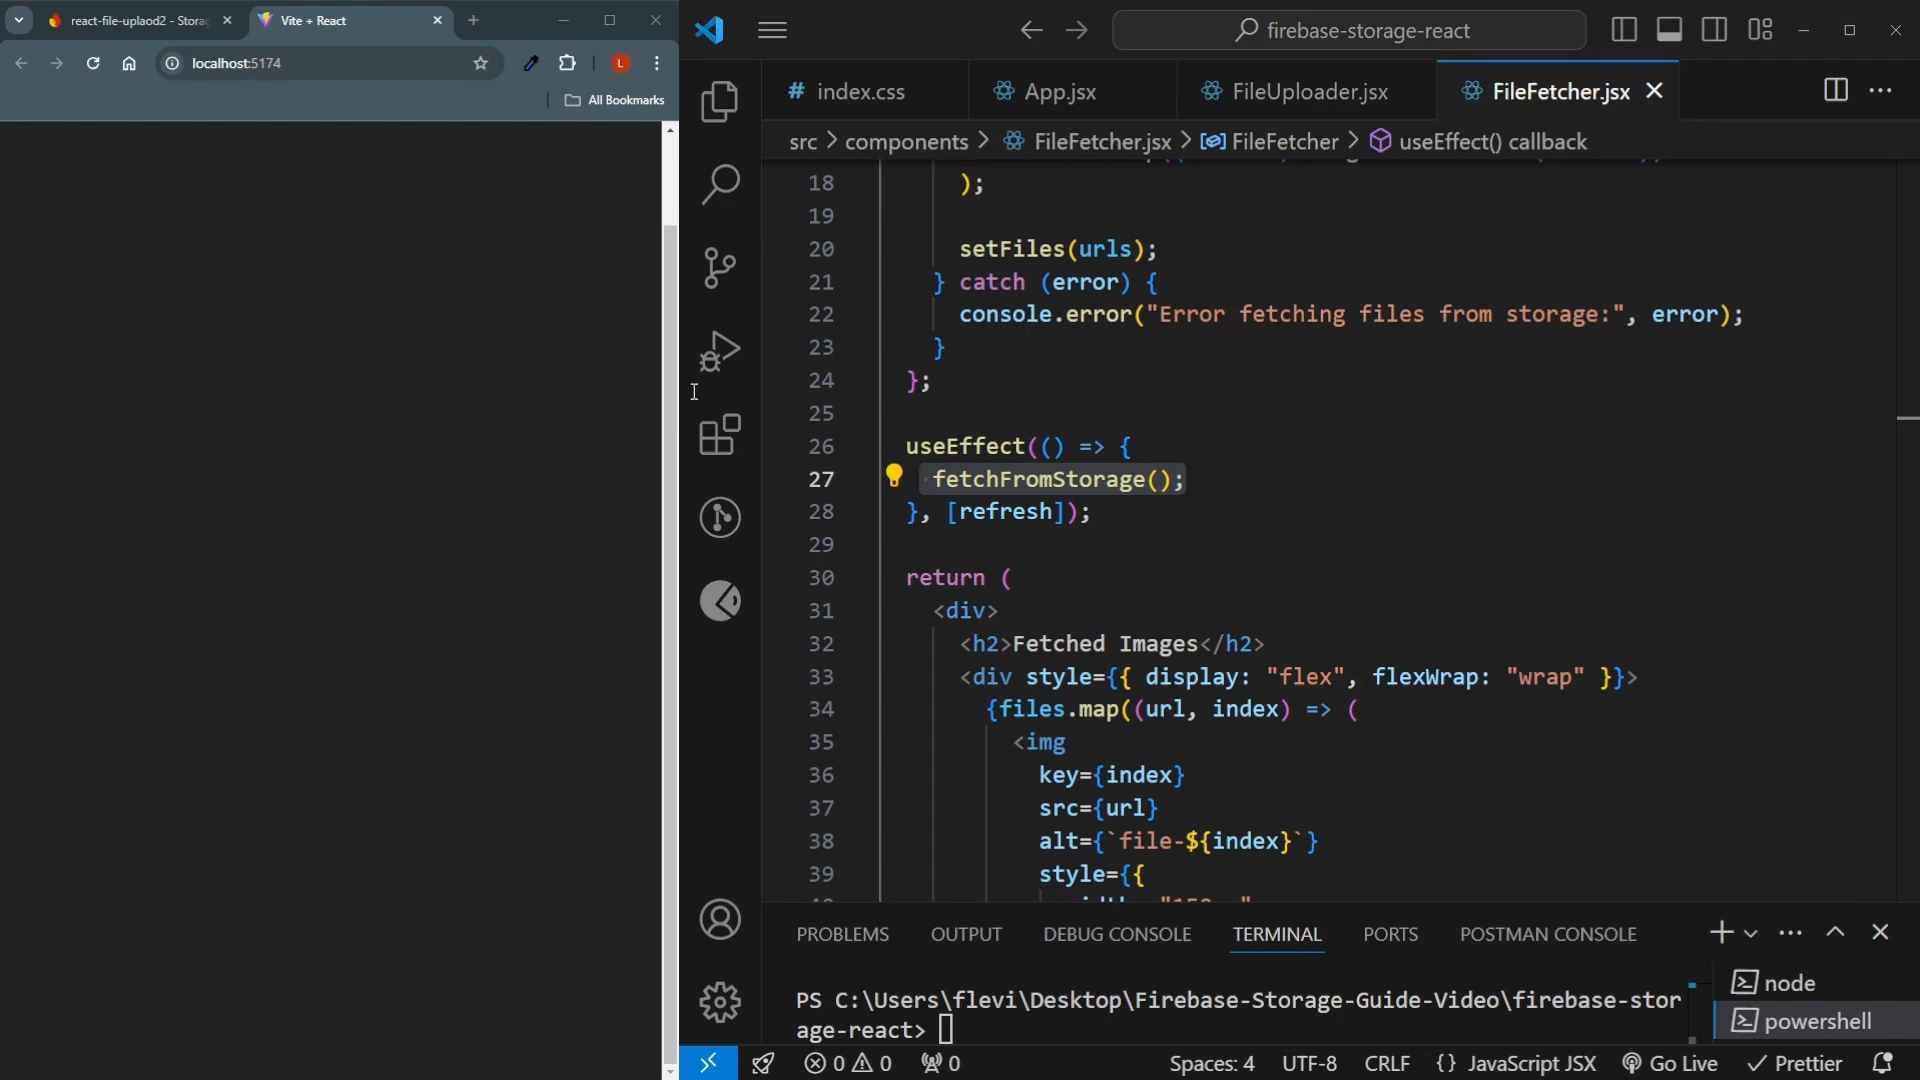 react-file-uplaod2 - Storag
Vite + React
localhost:5174
All Bookmarks
L
firebase-storage-react
# index.css
App.jsx
FileUploader.jsx
FileFetcher.jsx
src > components > FileFetcher.jsx > FileFetcher > useEffect() callback
18 );
19
20 setFiles(urls);
21 } catch (error) {
22 console.error("Error fetching files from storage:", error);
23 }
24 };
25
26 useEffect(() => {
27 fetchFromStorage();
28 }, [refresh]);
29
30 return (
31 <div>
32 <h2>Fetched Images</h2>
33 <div style={{ display: "flex", flexWrap: "wrap" }}>
34 {files.map((url, index) => (
35 <img
36 key={index}
37 src={url}
38 alt={`file-${index}`}
39 style={{
PROBLEMS OUTPUT DEBUG CONSOLE TERMINAL PORTS POSTMAN CONSOLE
PS C:\Users\flevi\Desktop\Firebase-Storage-Guide-Video\firebase-stor
age-react>
node
powershell
0 0 0 Spaces: 4 UTF-8 CRLF {} JavaScript JSX Go Live Prettier